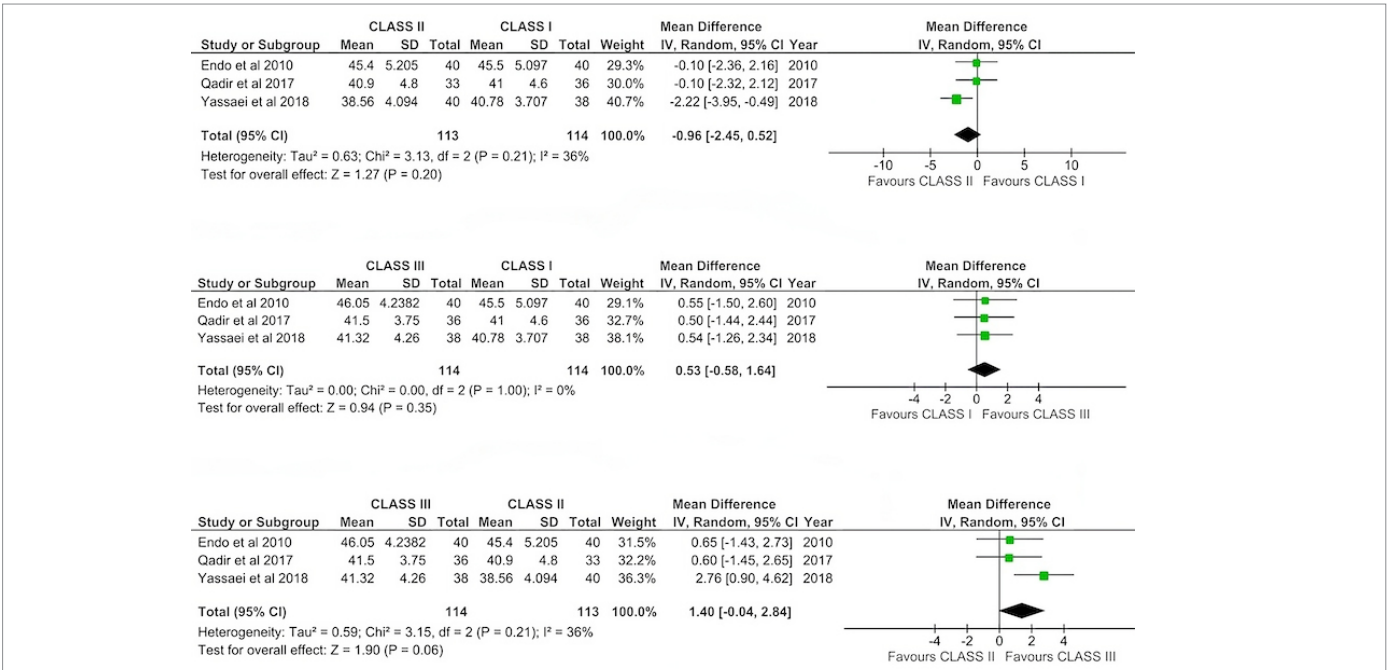 CLASS II CLASS I Mean Difference Mean Difference
Study or Subgroup Mean SD Total Mean SD Total Weight IV, Random, 95% CI Year IV, Random, 95% CI
Endo et al 2010 45.4 5.205 40 45.5 5.097 40 29.3% -0.10 [-2.36, 2.16] 2010
Qadir et al 2017 40.9 4.8 33 41 4.6 36 30.0% -0.10 [-2.32, 2.12] 2017
Yassaei et al 2018 38.56 4.094 40 40.78 3.707 38 40.7% -2.22 [-3.95, -0.49] 2018
Total (95% CI) 113 114 100.0% -0.96 [-2.45, 0.52]
Heterogeneity: Tau² = 0.63; Chi² = 3.13, df = 2 (P = 0.21); I² = 36%
Test for overall effect: Z = 1.27 (P = 0.20)
-10 -5 0 5 10
Favours CLASS II Favours CLASS I
CLASS III CLASS I Mean Difference Mean Difference
Study or Subgroup Mean SD Total Mean SD Total Weight IV, Random, 95% CI Year IV, Random, 95% CI
Endo et al 2010 46.05 4.2382 40 45.5 5.097 40 29.1% 0.55 [-1.50, 2.60] 2010
Qadir et al 2017 41.5 3.75 36 41 4.6 36 32.7% 0.50 [-1.44, 2.44] 2017
Yassaei et al 2018 41.32 4.26 38 40.78 3.707 38 38.1% 0.54 [-1.26, 2.34] 2018
Total (95% CI) 114 114 100.0% 0.53 [-0.58, 1.64]
Heterogeneity: Tau² = 0.00; Chi² = 0.00, df = 2 (P = 1.00); I² = 0%
Test for overall effect: Z = 0.94 (P = 0.35)
-4 -2 0 2 4
Favours CLASS I Favours CLASS III
CLASS III CLASS II Mean Difference Mean Difference
Study or Subgroup Mean SD Total Mean SD Total Weight IV, Random, 95% CI Year IV, Random, 95% CI
Endo et al 2010 46.05 4.2382 40 45.4 5.205 40 31.5% 0.65 [-1.43, 2.73] 2010
Qadir et al 2017 41.5 3.75 36 40.9 4.8 33 32.2% 0.60 [-1.45, 2.65] 2017
Yassaei et al 2018 41.32 4.26 38 38.56 4.094 40 36.3% 2.76 [0.90, 4.62] 2018
Total (95% CI) 114 113 100.0% 1.40 [-0.04, 2.84]
Heterogeneity: Tau² = 0.59; Chi² = 3.15, df = 2 (P = 0.21); I² = 36%
Test for overall effect: Z = 1.90 (P = 0.06)
-4 -2 0 2 4
Favours CLASS II Favours CLASS III